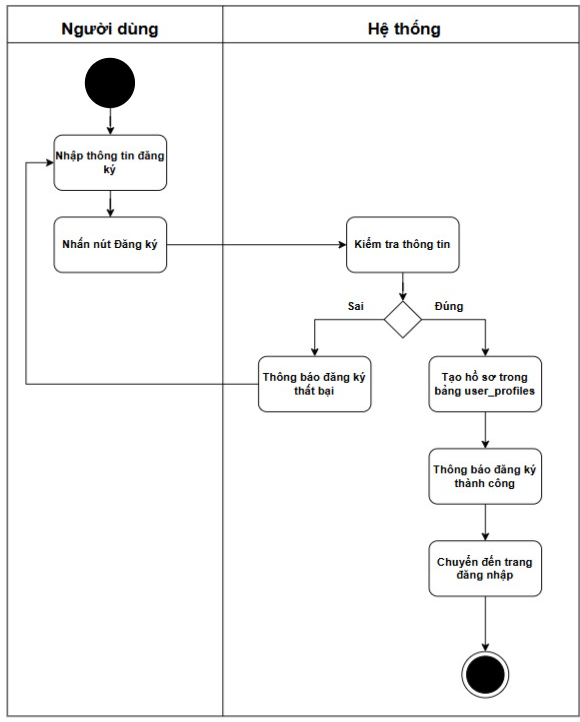 Người dùng
Hệ thống
Nhập thông tin đăng
ký
Nhấn nút Đăng ký
Kiểm tra thông tin
Sai
Đúng
Thông báo đăng ký
thất bại
Tạo hồ sơ trong
bảng user_profiles
Thông báo đăng ký
thành công
Chuyển đến trang
đăng nhập